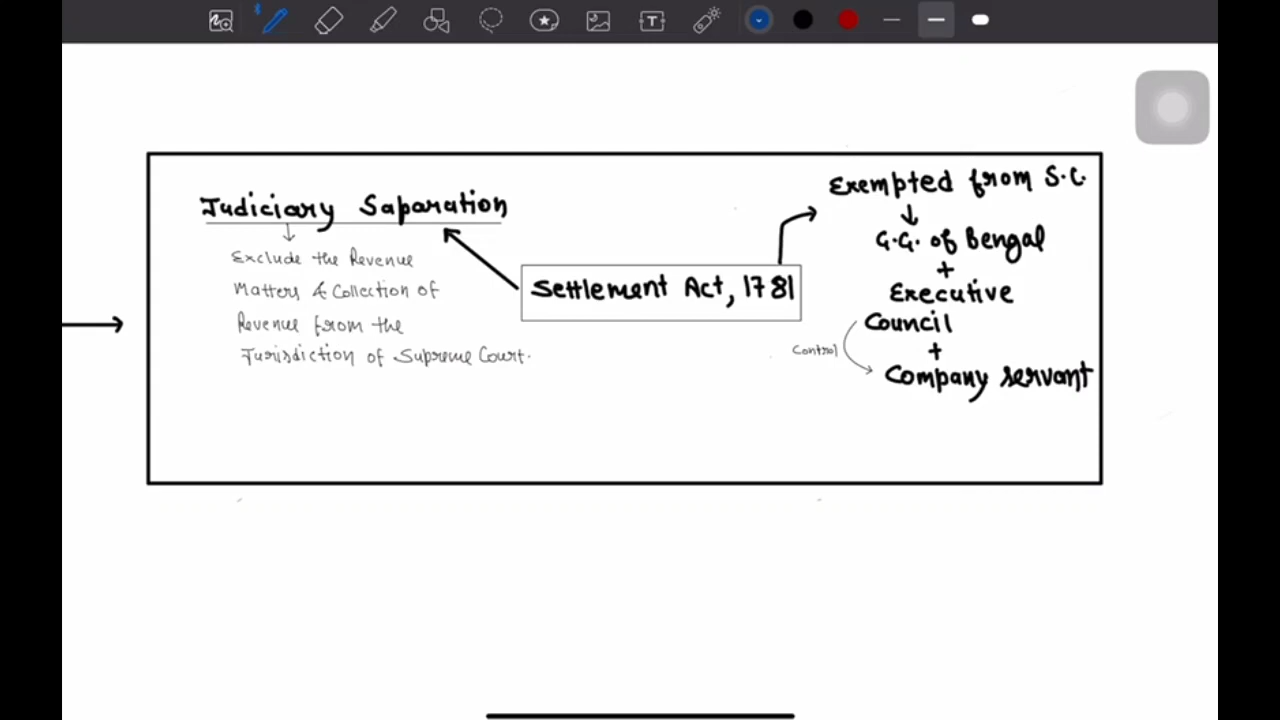 Judiciary Saparation
Exclude the Revenue
Matters & Collection of
Revenue from the
Jurisdiction of Supreme Court.
Settlement Act, 1781
Exempted from S.C.
G.G. of Bengal
+
Executive
Council
+
Control
Company servant